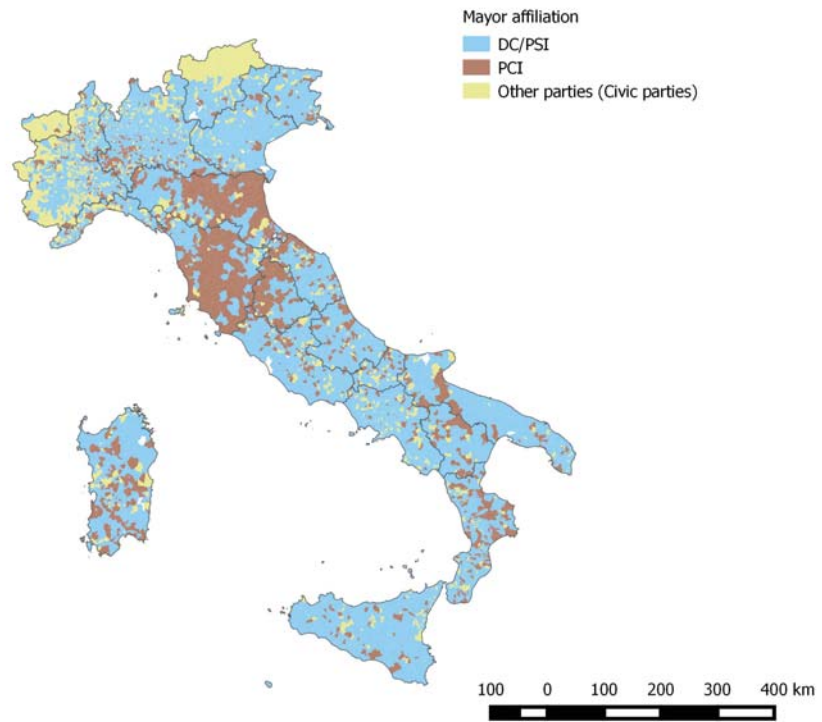 Mayor affiliation
DC/PSI
PCI
Other parties (Civic parties)
100 0 100 200 300 400 km